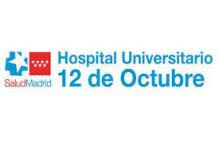 Hospital Universitario
12 de Octubre
SaludMadrid